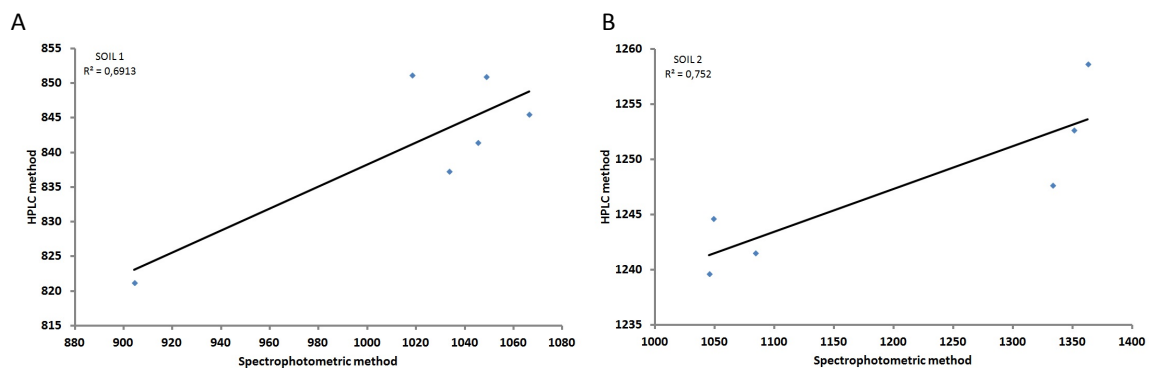 A
SOIL 1
R² = 0,6913
855
850
845
840
835
830
825
820
815
HPLC method
880 900 920 940 960 980 1000 1020 1040 1060 1080
Spectrophotometric method
B
SOIL 2
R² = 0,752
1260
1255
1250
1245
1240
1235
HPLC method
1000 1050 1100 1150 1200 1250 1300 1350 1400
Spectrophotometric method